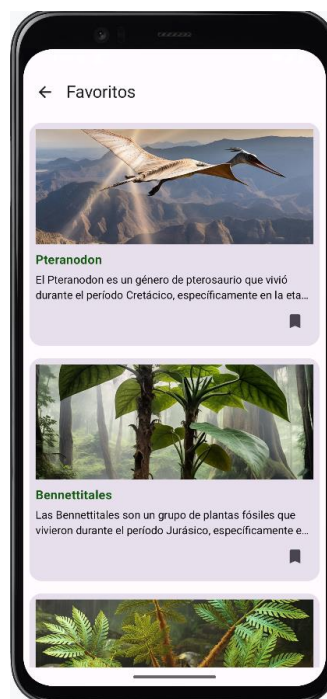 Favoritos
Pteranodon
El Pteranodon es un género de pterosaurio que vivió
durante el período Cretácico, específicamente en la eta...
Bennettitales
Las Bennettitales son un grupo de plantas fósiles que
vivieron durante el período Jurásico, específicamente e...